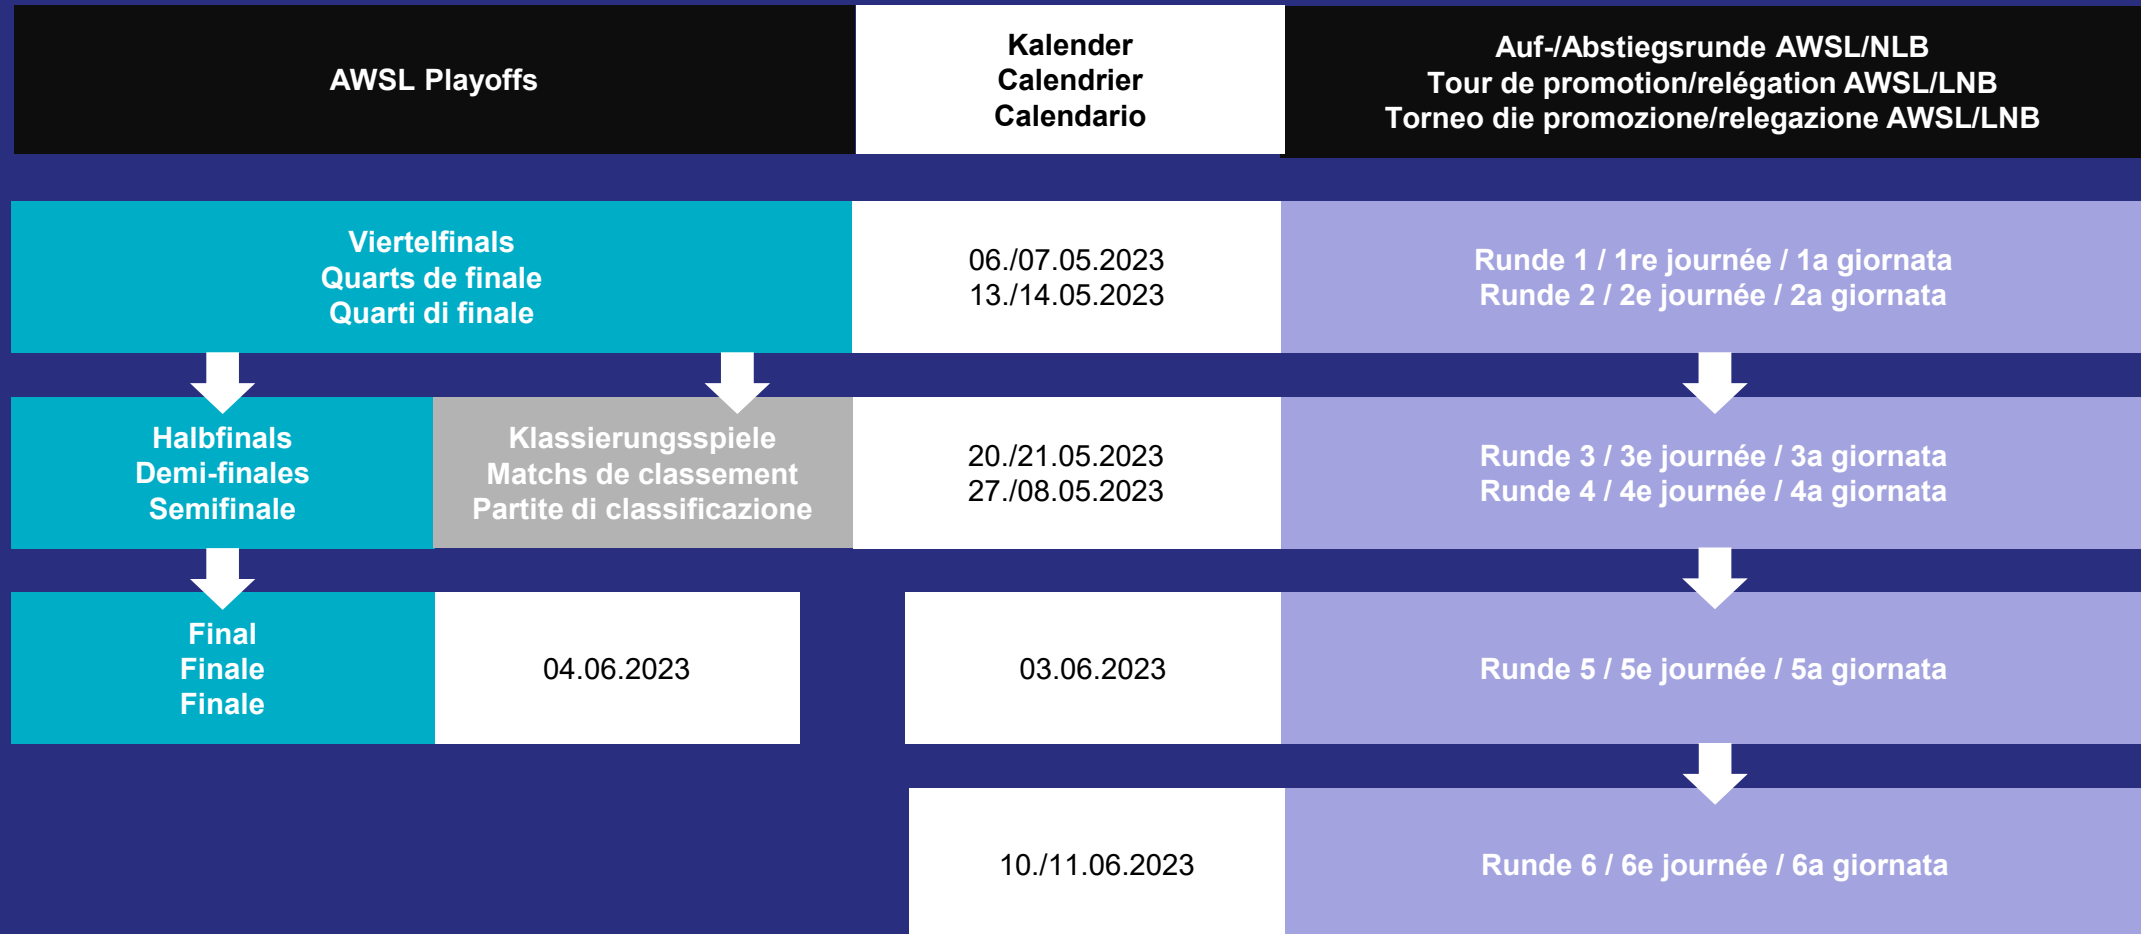 AWSL Playoffs
Kalender
Calendrier
Calendario
Auf-/Abstiegsrunde AWSL/NLB
Tour de promotion/relégation AWSL/LNB
Torneo die promozione/relegazione AWSL/LNB
Viertelfinals
Quarts de finale
Quarti di finale
06./07.05.2023
13./14.05.2023
Runde 1 / 1re journée / 1a giornata
Runde 2 / 2e journée / 2a giornata
Halbfinals
Demi-finales
Semifinale
Klassierungsspiele
Matchs de classement
Partite di classificazione
20./21.05.2023
27./08.05.2023
Runde 3 / 3e journée / 3a giornata
Runde 4 / 4e journée / 4a giornata
Final
Finale
Finale
04.06.2023
03.06.2023
Runde 5 / 5e journée / 5a giornata
10./11.06.2023
Runde 6 / 6e journée / 6a giornata